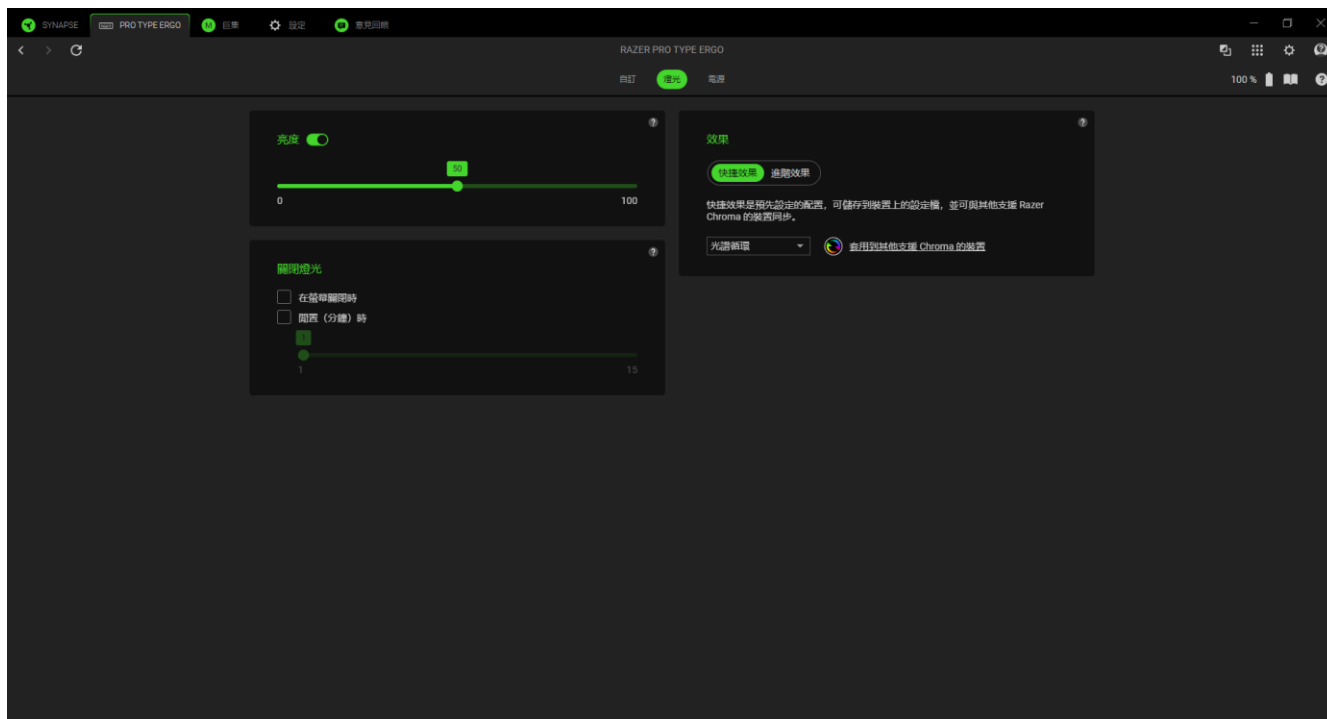 SYNAPSE PRO TYPE ERGO 巨集 設定 意見回饋
RAZER PRO TYPE ERGO
自訂 燈光 電源 100 %
亮度
50
0 100
關閉燈光
在螢幕關閉時
閒置（分鐘）時
1
1 15
效果
快捷效果 進階效果
快捷效果是預先設定的配置，可儲存到裝置上的設定檔，並可與其他支援 Razer
Chroma 的裝置同步。
光譜循環 套用到其他支援 Chroma 的裝置